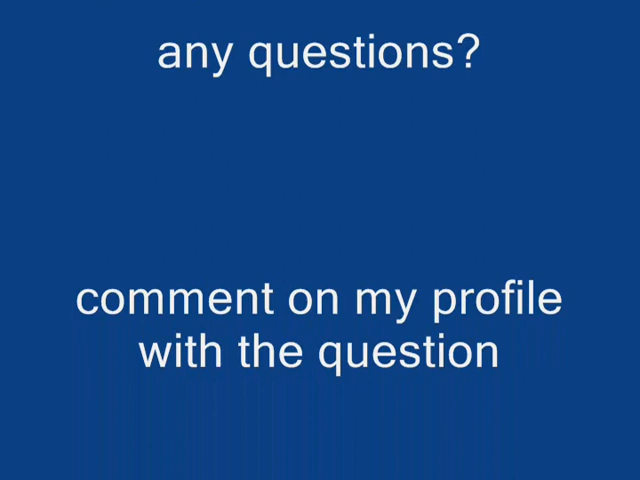 any questions?
comment on my profile
with the question